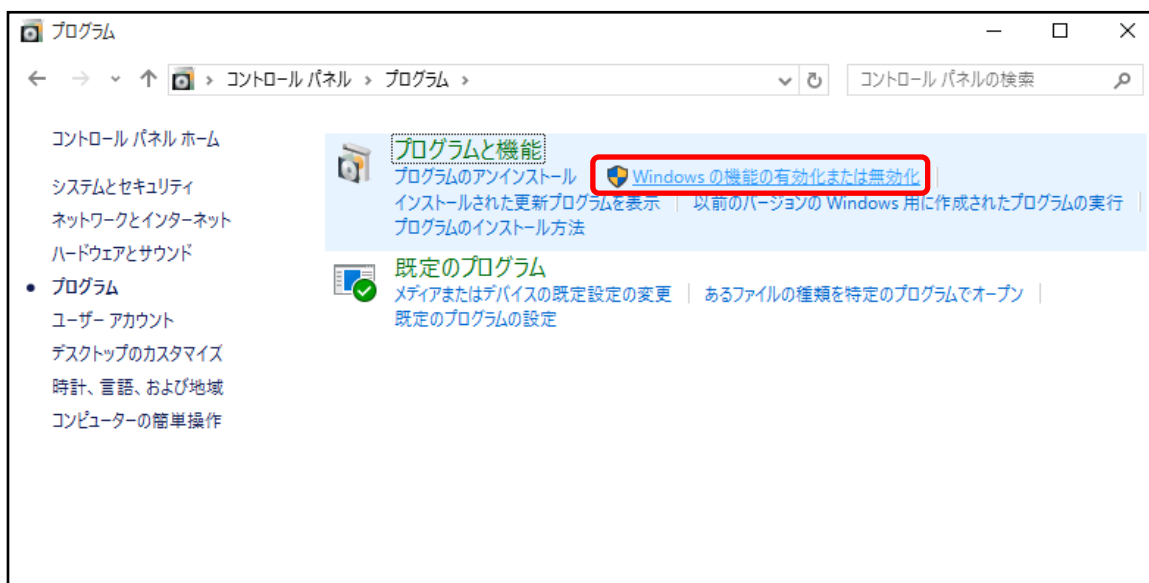 プログラム
コントロール パネル › プログラム ›
コントロール パネルの検索
コントロール パネル ホーム
システムとセキュリティ
ネットワークとインターネット
ハードウェアとサウンド
プログラム
ユーザー アカウント
デスクトップのカスタマイズ
時計、言語、および地域
コンピューターの簡単操作
プログラムと機能
プログラムのアンインストール
Windows の機能の有効化または無効化
インストールされた更新プログラムを表示
以前のバージョンの Windows 用に作成されたプログラムの実行
プログラムのインストール方法
既定のプログラム
メディアまたはデバイスの既定設定の変更
あるファイルの種類を特定のプログラムでオープン
既定のプログラムの設定